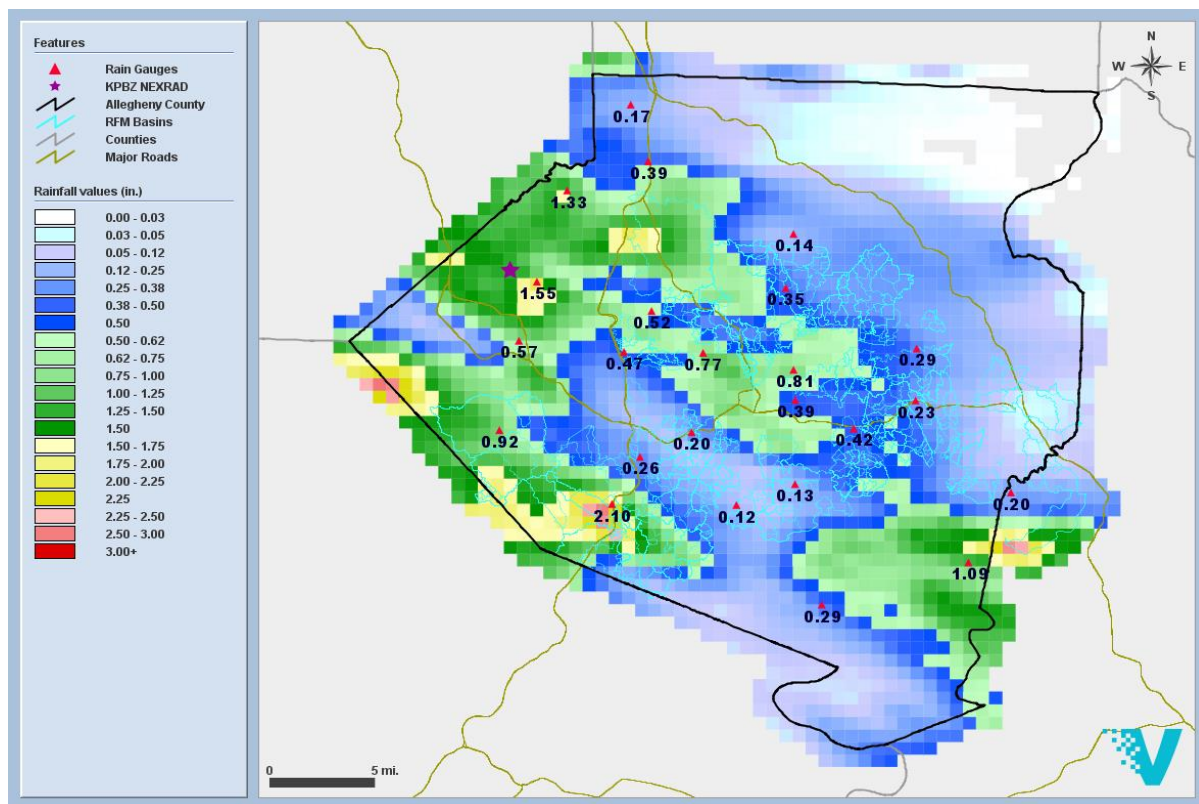 Features
Rain Gauges
KPBZ NEXRAD
Allegheny County
RFM Basins
Counties
Major Roads
Rainfall values (in.)
0.00 - 0.03
0.03 - 0.05
0.05 - 0.12
0.12 - 0.25
0.25 - 0.38
0.38 - 0.50
0.50
0.50 - 0.62
0.62 - 0.75
0.75 - 1.00
1.00 - 1.25
1.25 - 1.50
1.50
1.50 - 1.75
1.75 - 2.00
2.00 - 2.25
2.25
2.25 - 2.50
2.50 - 3.00
3.00+
N
W E
S
0.17
0.39
1.33
0.14
1.55
0.35
0.52
0.57
0.47
0.77
0.29
0.81
0.39
0.23
0.92
0.20
0.42
0.26
0.13
0.20
2.10
0.12
1.09
0.29
0 5 mi.
V